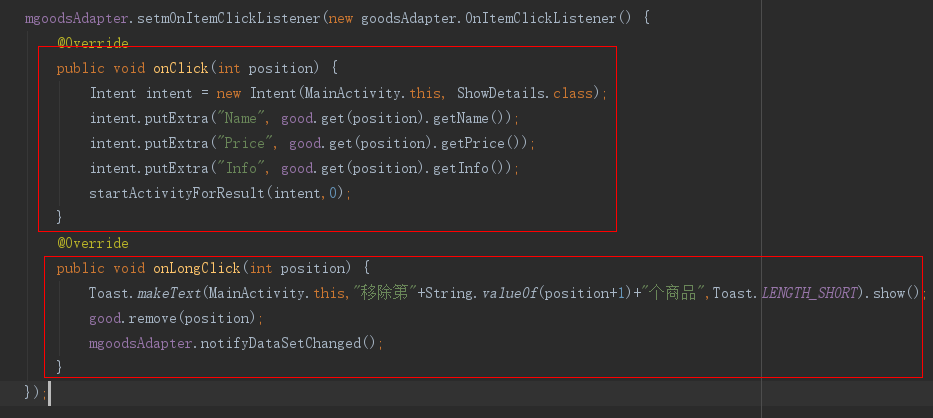 mgoodsAdapter.setmOnItemClickListener(new goodsAdapter.OnItemClickListener() {
@Override
public void onClick(int position) {
Intent intent = new Intent(MainActivity.this, ShowDetails.class);
intent.putExtra("Name", good.get(position).getName());
intent.putExtra("Price", good.get(position).getPrice());
intent.putExtra("Info", good.get(position).getInfo());
startActivityForResult(intent,0);
}
@Override
public void onLongClick(int position) {
Toast.makeText(MainActivity.this,"移除第"+String.valueOf(position+1)+"个商品",Toast.LENGTH_SHORT).show();
good.remove(position);
mgoodsAdapter.notifyDataSetChanged();
}
});